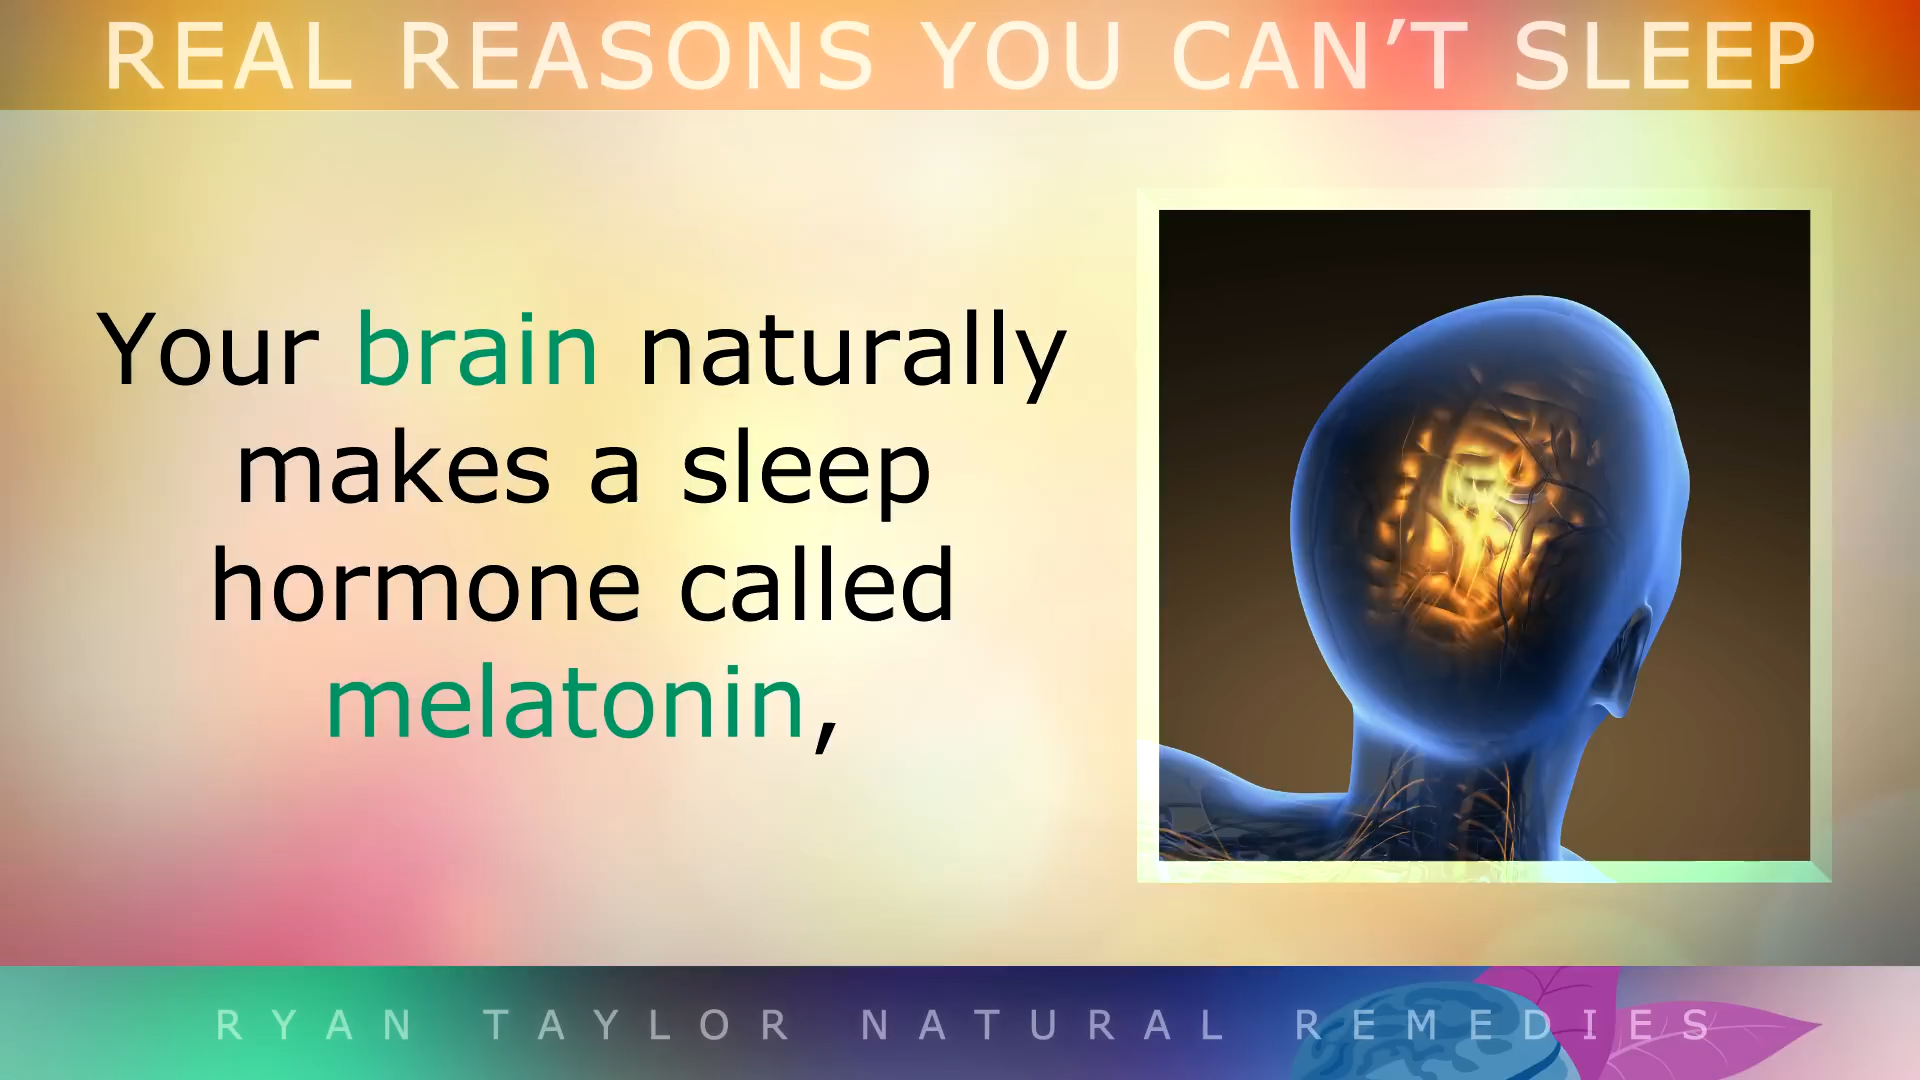 REAL REASONS YOU CAN’T SLEEP
Your brain naturally
makes a sleep
hormone called
melatonin,
RYAN TAYLOR NATURAL REMEDIES